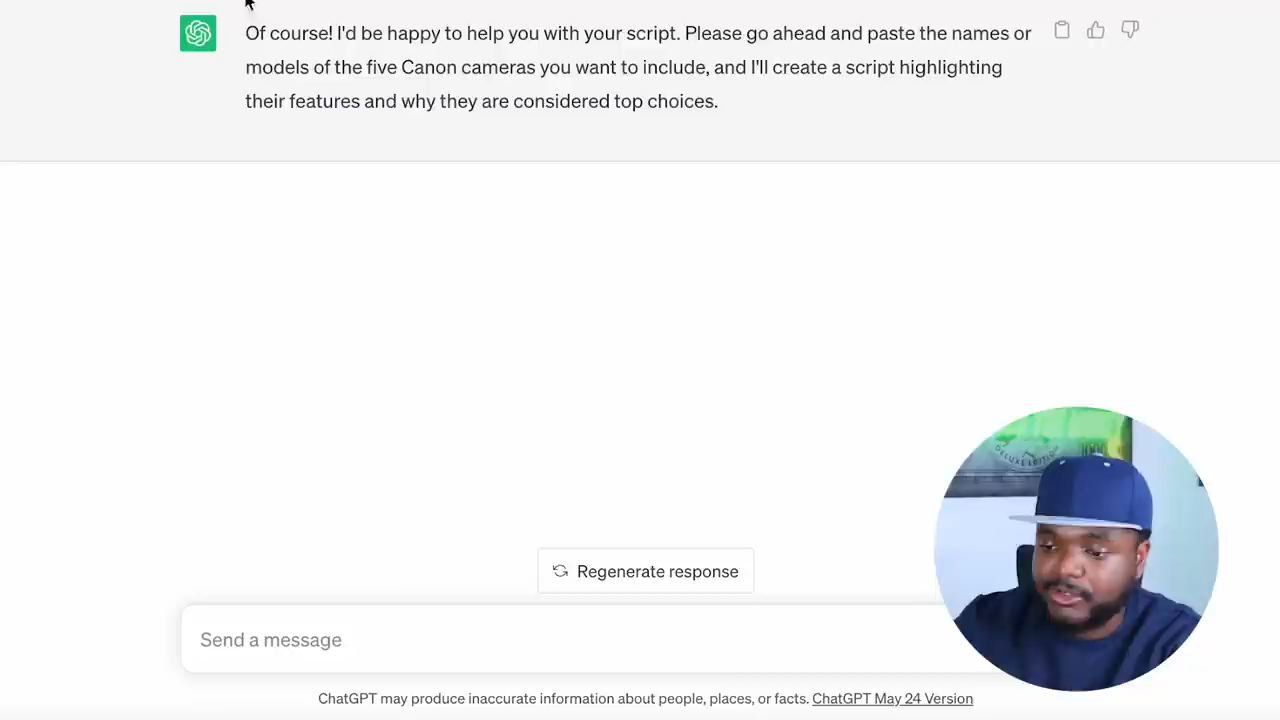 Of course! I'd be happy to help you with your script. Please go ahead and paste the names or
models of the five Canon cameras you want to include, and I'll create a script highlighting
their features and why they are considered top choices.
DELUXE EDITION
Regenerate response
Send a message
ChatGPT may produce inaccurate information about people, places, or facts. ChatGPT May 24 Version